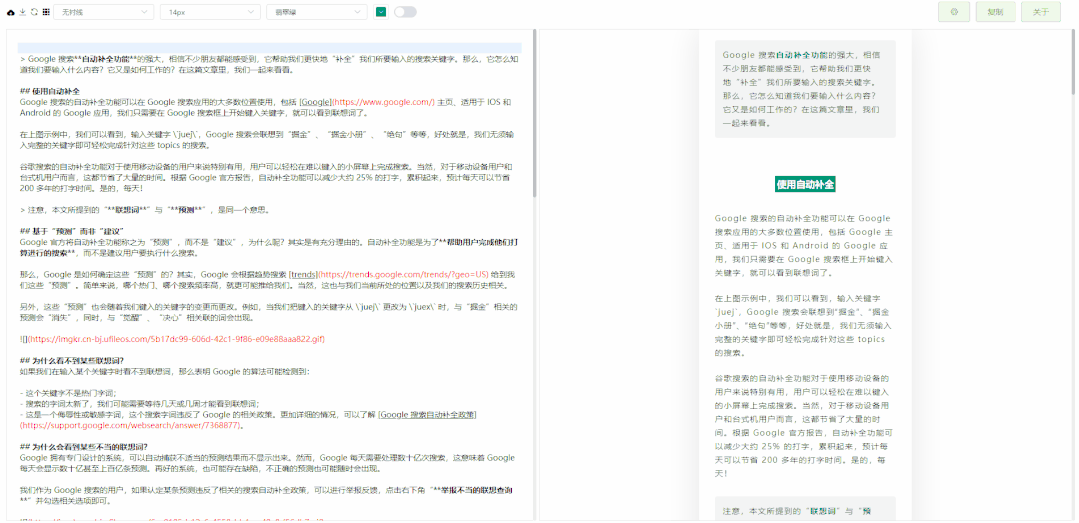 无衬线
14px
翡翠绿
复制
关于
> Google 搜索**自动补全功能**的强大，相信不少朋友都能感受到，它帮助我们更快地“补全”我们所要输入的搜索关键字。那么，它怎么知
道我们要输入什么内容？它又是如何工作的？在这篇文章里，我们一起来看看。
## 使用自动补全
Google 搜索的自动补全功能可以在 Google 搜索应用的大多数位置使用，包括 [Google](https://www.google.com/) 主页、适用于 IOS 和
Android 的 Google 应用，我们只需要在 Google 搜索框上开始键入关键字，就可以看到联想词了。
在上图示例中，我们可以看到，输入关键字 \`juej\`，Google 搜索会联想到“掘金”、“掘金小册”、“绝句”等等，好处就是，我们无须输
入完整的关键字即可轻松完成针对这些 topics 的搜索。
谷歌搜索的自动补全功能对于使用移动设备的用户来说特别有用，用户可以轻松在难以键入的小屏幕上完成搜索。当然，对于移动设备用户和
台式机用户而言，这都节省了大量的时间。根据 Google 官方报告，自动补全功能可以减少大约 25% 的打字，累积起来，预计每天可以节省
200 多年的打字时间。是的，每天！
> 注意，本文所提到的“**联想词**”与“**预测**”，是同一个意思。
## 基于“预测”而非“建议”
Google 官方将自动补全功能称之为“预测”，而不是“建议”，为什么呢？其实是有充分理由的。自动补全功能是为了**帮助用户完成他们打
算进行的搜索**，而不是建议用户要执行什么搜索。
那么，Google 是如何确定这些“预测”的？其实，Google 会根据趋势搜索 [trends](https://trends.google.com/trends/?geo=US) 给到我
们这些“预测”。简单来说，哪个热门、哪个搜索频率高，就更可能推给我们。当然，这也与我们当前所处的位置以及我们的搜索历史相关。
另外，这些“预测”也会随着我们键入的关键字的变更而更改。例如，当我们把键入的关键字从 \`juej\` 更改为 \`juex\` 时，与“掘金”相关的
预测会“消失”，同时，与“觉醒”、“决心”相关联的词会出现。
![](https://imgkr.cn-bj.ufileos.com/5b17dc99-606d-42c1-9f86-e09e88aaa822.gif)
## 为什么看不到某些联想词？
如果我们在输入某个关键字时看不到联想词，那么表明 Google 的算法可能检测到：
- 这个关键字不是热门字词；
- 搜索的字词太新了，我们可能需要等待几天或几周才能看到联想词；
- 这是一个侮辱性或敏感字词，这个搜索字词违反了 Google 的相关政策。更加详细的情况，可以了解 [Google 搜索自动补全政策]
(https://support.google.com/websearch/answer/7368877)。
## 为什么会看到某些不当的联想词？
Google 拥有专门设计的系统，可以自动捕获不适当的预测结果而不显示出来。然而，Google 每天需要处理数十亿次搜索，这意味着 Google
每天会显示数十亿甚至上百亿条预测。再好的系统，也可能存在缺陷，不正确的预测也可能随时会出现。
我们作为 Google 搜索的用户，如果认定某条预测违反了相关的搜索自动补全政策，可以进行举报反馈，点击右下角“**举报不当的联想查询
**”并勾选相关选项即可。
Google 搜索自动补全功能的强大，相信
不少朋友都能感受到，它帮助我们更快
地“补全”我们所要输入的搜索关键字。
那么，它怎么知道我们要输入什么内容？
它又是如何工作的？在这篇文章里，我们
一起来看看。
使用自动补全
Google 搜索的自动补全功能可以在 Google
搜索应用的大多数位置使用，包括 Google 主
页、适用于 IOS 和 Android 的 Google 应
用，我们只需要在 Google 搜索框上开始键入
关键字，就可以看到联想词了。
在上图示例中，我们可以看到，输入关键字
`juej`，Google 搜索会联想到“掘金”、“掘金
小册”、“绝句”等等，好处就是，我们无须输入
完整的关键字即可轻松完成针对这些 topics
的搜索。
谷歌搜索的自动补全功能对于使用移动设备的
用户来说特别有用，用户可以轻松在难以键入
的小屏幕上完成搜索。当然，对于移动设备用
户和台式机用户而言，这都节省了大量的时
间。根据 Google 官方报告，自动补全功能可
以减少大约 25% 的打字，累积起来，预计每
天可以节省 200 多年的打字时间。是的，每
天！
注意，本文所提到的“联想词”与“预